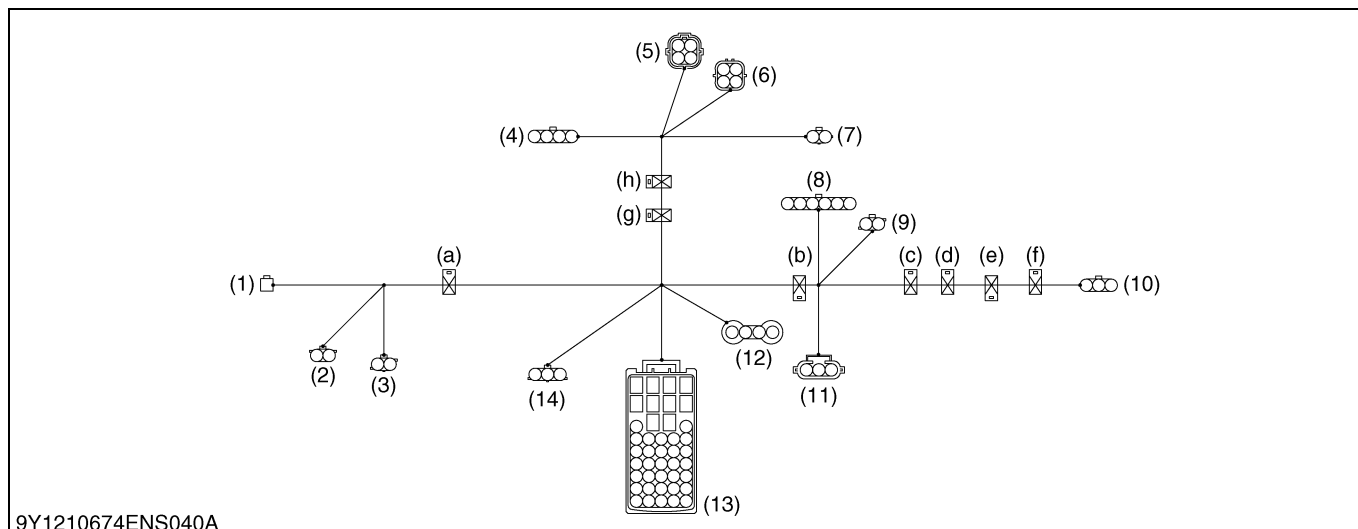 (5)
(6)
(4)
(7)
(h)
(8)
(g)
(9)
(a)
(b)
(c)
(d)
(e)
(f)
(1)
(10)
(12)
(2)
(3)
(14)
(11)
(13)
9Y1210674ENS040A